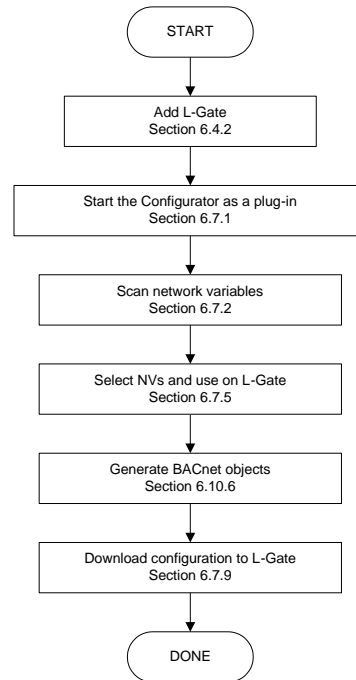 START
Add L-Gate
Section 6.4.2
Start the Configurator as a plug-in
Section 6.7.1
Scan network variables
Section 6.7.2
Select NVs and use on L-Gate
Section 6.7.5
Generate BACnet objects
Section 6.10.6
Download configuration to L-Gate
Section 6.7.9
DONE